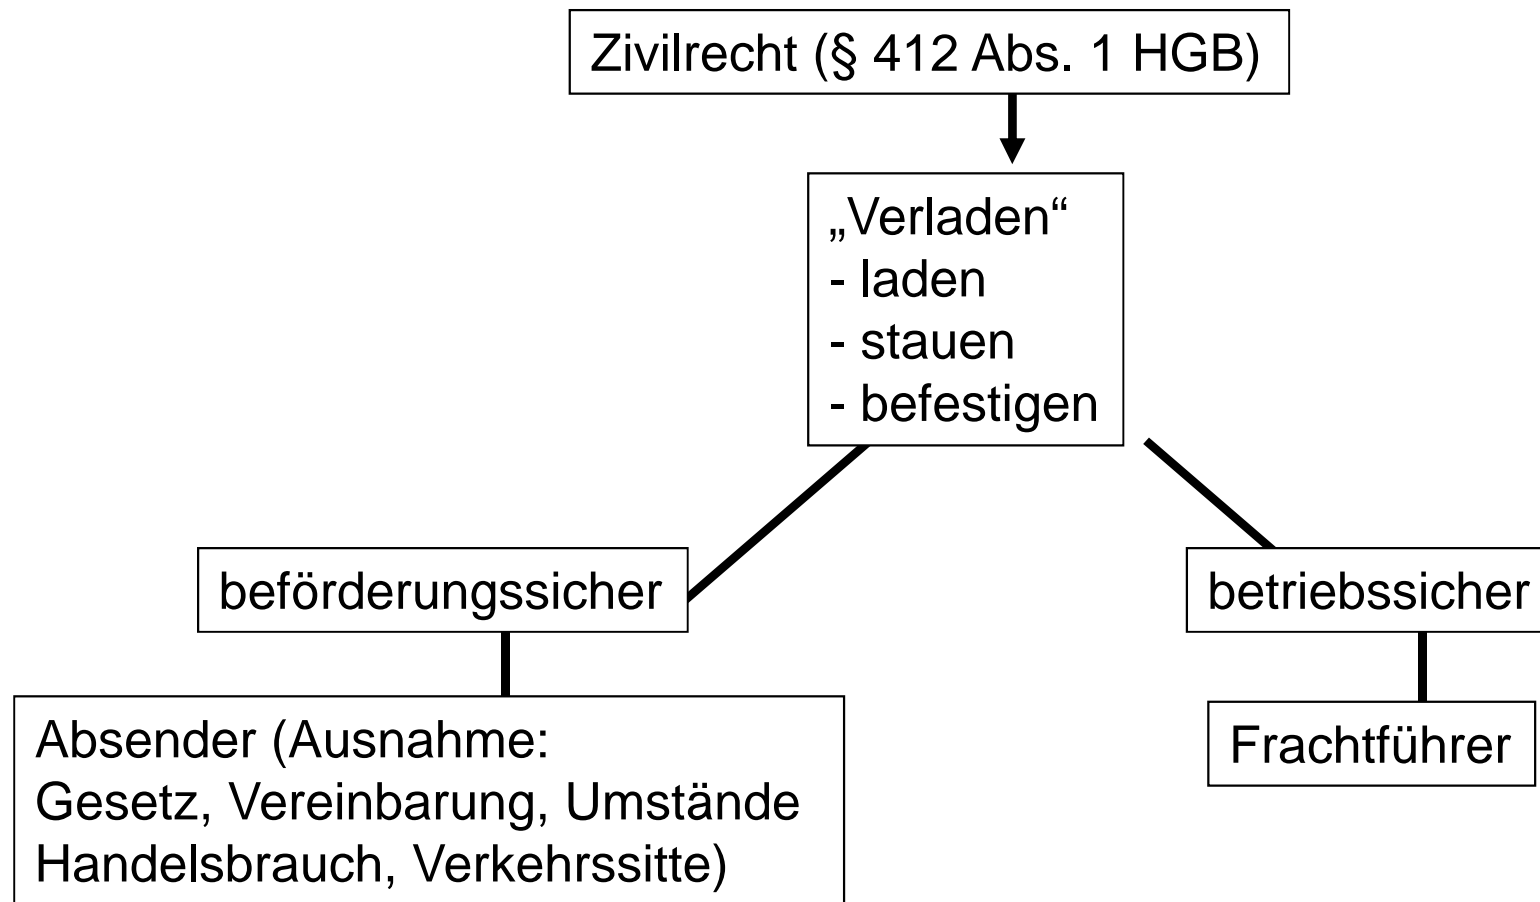 Zivilrecht (§ 412 Abs. 1 HGB)
„Verladen“
- laden
- stauen
- befestigen
beförderungssicher
betriebssicher
Absender (Ausnahme:
Gesetz, Vereinbarung, Umstände
Handelsbrauch, Verkehrssitte)
Frachtführer